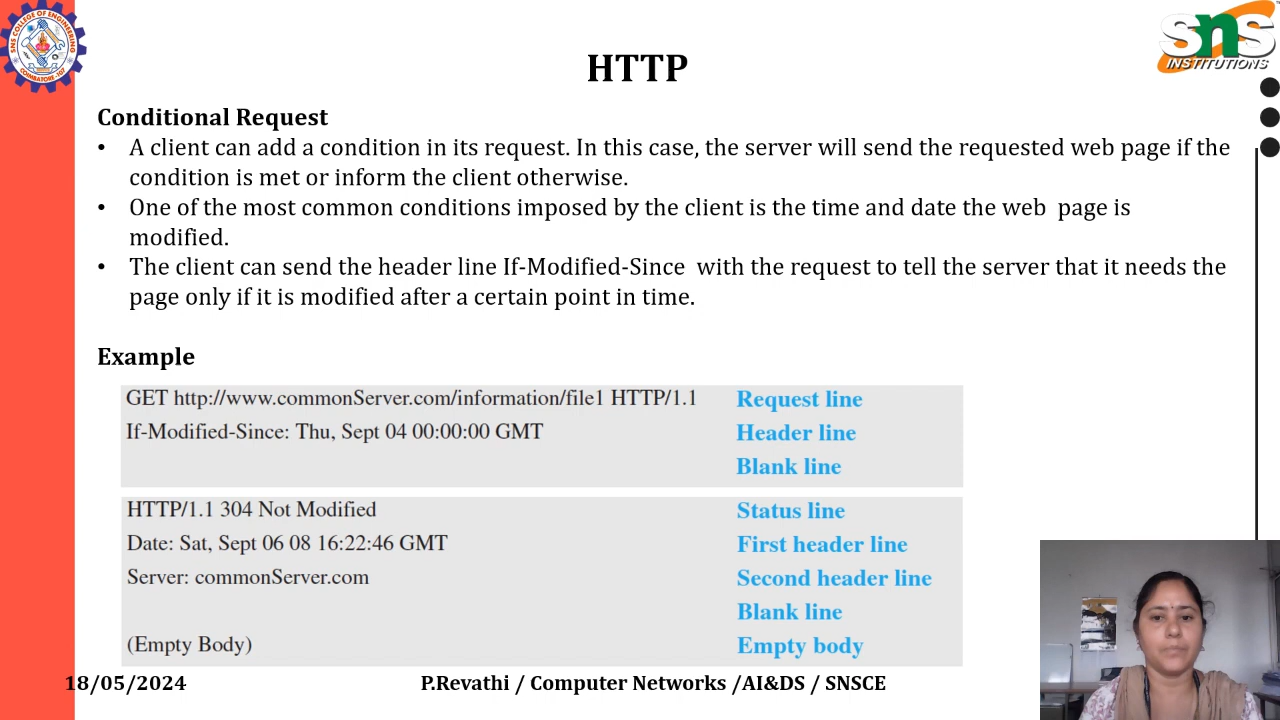 SNS COLLEGE OF ENGINEERING
COIMBATORE -107
SNS
INSTITUTIONS
HTTP
Conditional Request
• A client can add a condition in its request. In this case, the server will send the requested web page if the
condition is met or inform the client otherwise.
• One of the most common conditions imposed by the client is the time and date the web page is
modified.
• The client can send the header line If-Modified-Since with the request to tell the server that it needs the
page only if it is modified after a certain point in time.
Example
GET http://www.commonServer.com/information/file1 HTTP/1.1 Request line
If-Modified-Since: Thu, Sept 04 00:00:00 GMT Header line
Blank line
HTTP/1.1 304 Not Modified Status line
Date: Sat, Sept 06 08 16:22:46 GMT First header line
Server: commonServer.com Second header line
Blank line
(Empty Body) Empty body
18/05/2024 P.Revathi / Computer Networks /AI&DS / SNSCE